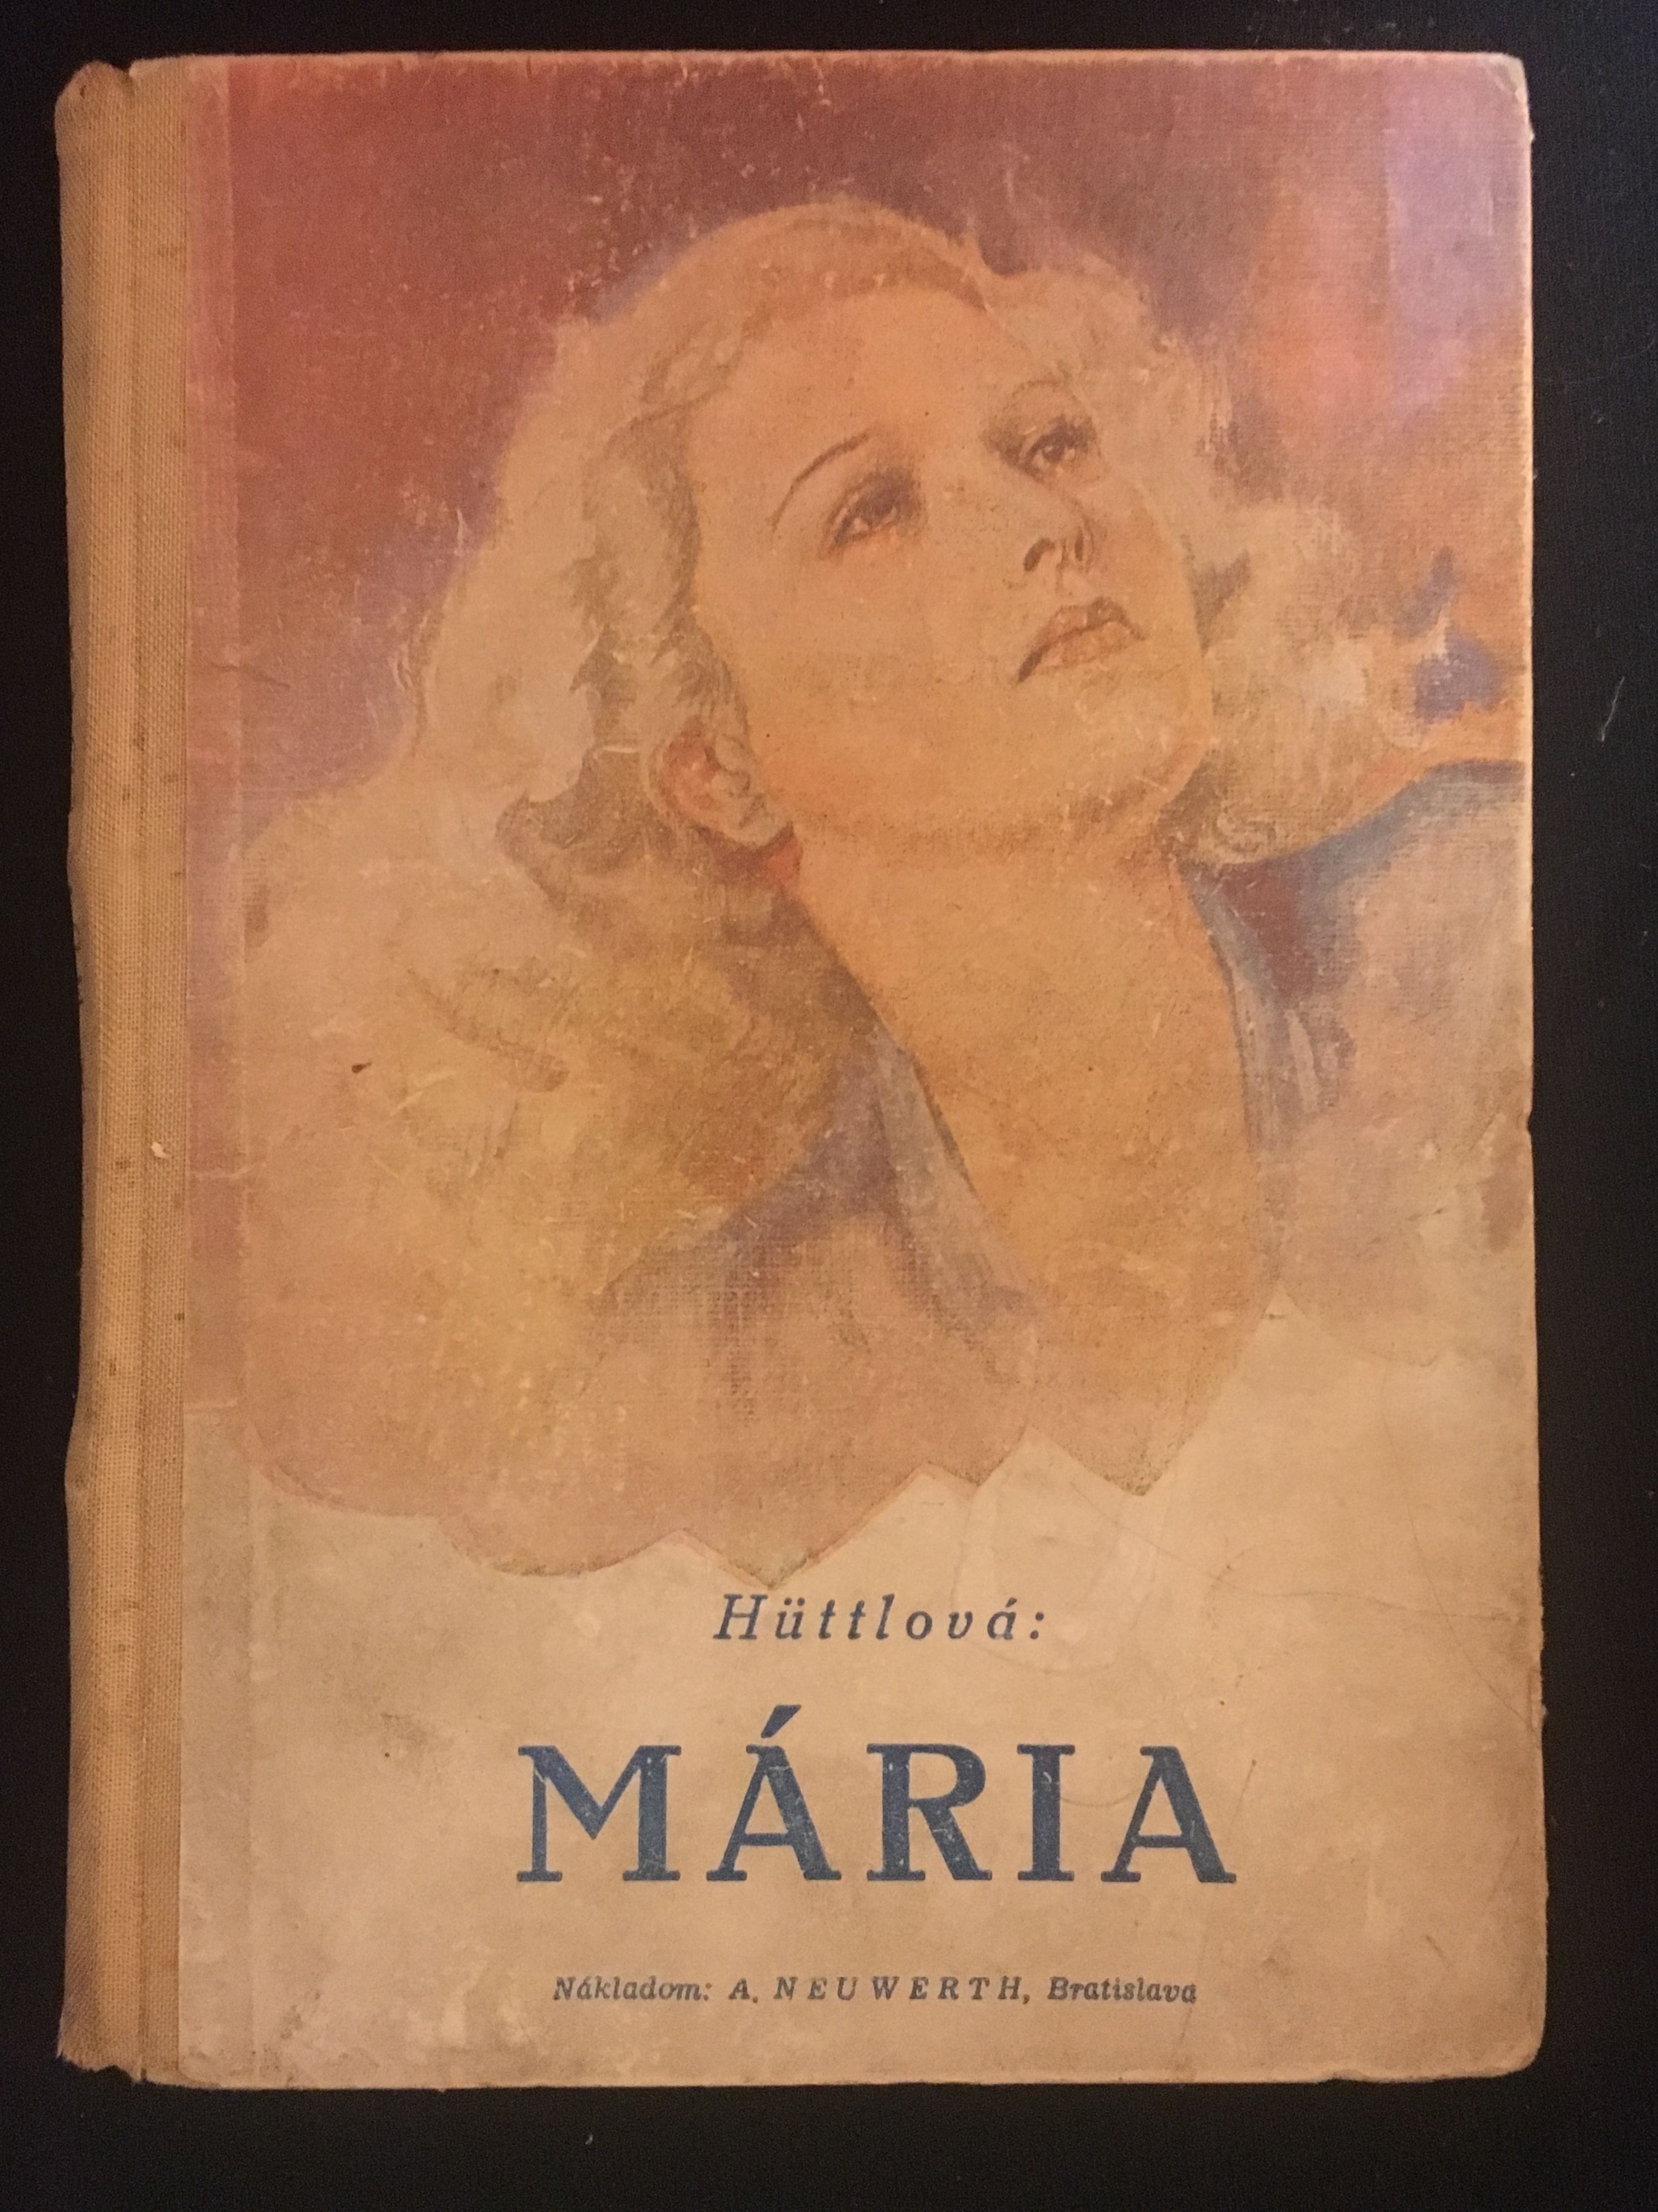 Hüttlová:
MÁRIA
Nákladom: A. NEUWERTH, Bratislava